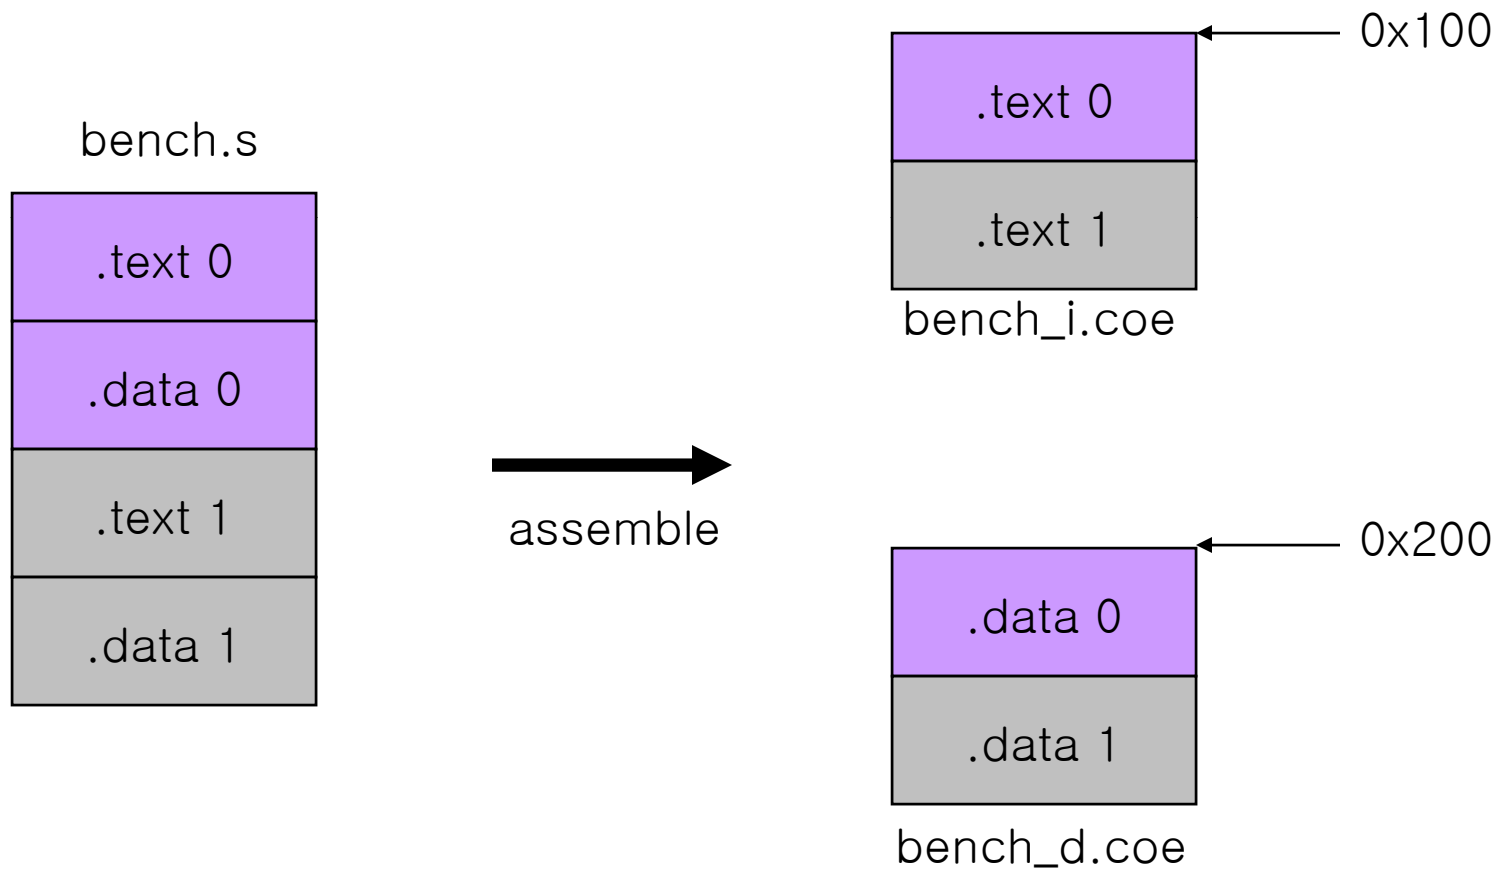 bench.s
.text 0
.data 0
.text 1
.data 1
assemble
0x100
.text 0
.text 1
bench_i.coe
0x200
.data 0
.data 1
bench_d.coe